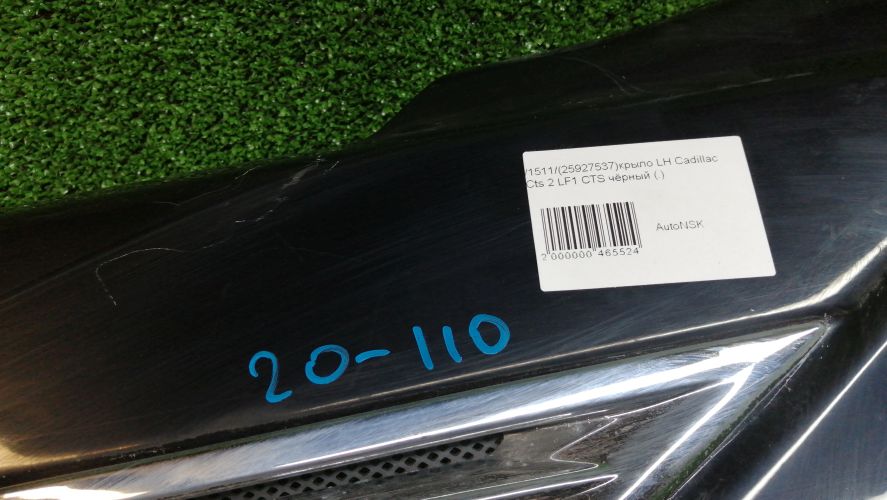 /1511/(25927537)крыло LH Cadillac
Cts 2 LF1 CTS чёрный (.)
AutoNSK
2 000000 465524
20-110